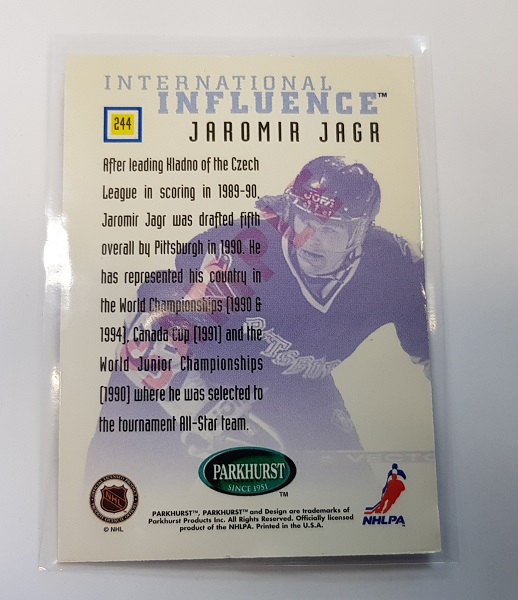 INTERNATIONAL
INFLUENCE™
244
JAROMIR JAGR
After leading Kladno of the Czech
League in scoring in 1989-90,
Jaromir Jagr was drafted fifth
overall by Pittsburgh in 1990. He
has represented his country in
the World Championships (1990 &
1994), Canada Cup (1991) and the
World Junior Championships
(1990) where he was selected to
the tournament All-Star team.
JOFA
PARKHURST
SINCE 1951
™
NHL
© NHL
PARKHURST™, PARKHURST™ and Design are trademarks of
Parkhurst Products Inc. All Rights Reserved. Officially licensed
product of the NHLPA. Printed in the U.S.A.
NHLPA